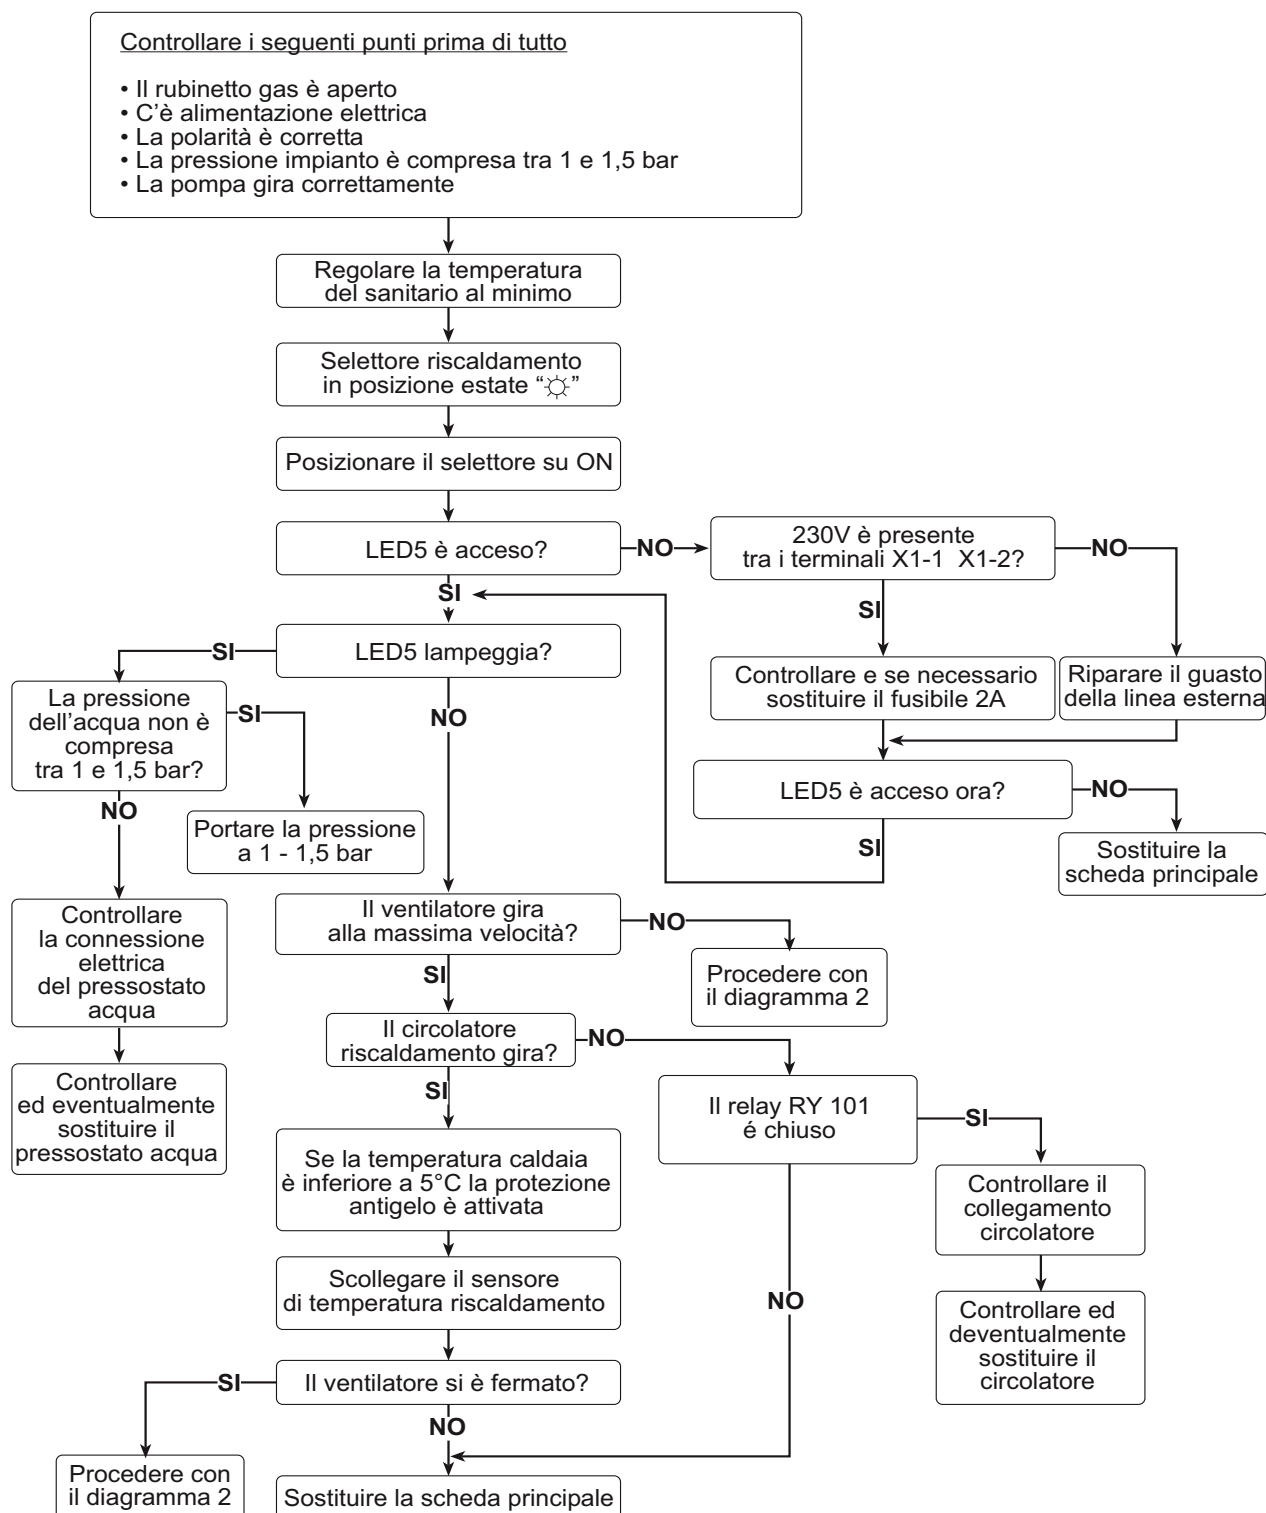 Controllare i seguenti punti prima di tutto
• Il rubinetto gas è aperto
• C'è alimentazione elettrica
• La polarità è corretta
• La pressione impianto è compresa tra 1 e 1,5 bar
• La pompa gira correttamente
Regolare la temperatura
del sanitario al minimo
Selettore riscaldamento
in posizione estate “☼”
Posizionare il selettore su ON
LED5 è acceso?
NO
230V è presente
tra i terminali X1-1 X1-2?
NO
SI
SI
LED5 lampeggia?
SI
Controllare e se necessario
sostituire il fusibile 2A
Riparare il guasto
della linea esterna
La pressione
dell'acqua non è
compresa
tra 1 e 1,5 bar?
SI
NO
LED5 è acceso ora?
NO
NO
Portare la pressione
a 1 - 1,5 bar
SI
Sostituire la
scheda principale
Controllare
la connessione
elettrica
del pressostato
acqua
Il ventilatore gira
alla massima velocità?
NO
SI
Procedere con
il diagramma 2
Il circolatore
riscaldamento gira?
NO
Controllare
ed eventualmente
sostituire il
pressostato acqua
SI
Il relay RY 101
é chiuso
SI
Se la temperatura caldaia
è inferiore a 5°C la protezione
antigelo è attivata
Controllare il
collegamento
circolatore
Scollegare il sensore
di temperatura riscaldamento
NO
Controllare ed
deventualmente
sostituire il
circolatore
Il ventilatore si è fermato?
SI
NO
Procedere con
il diagramma 2
Sostituire la scheda principale